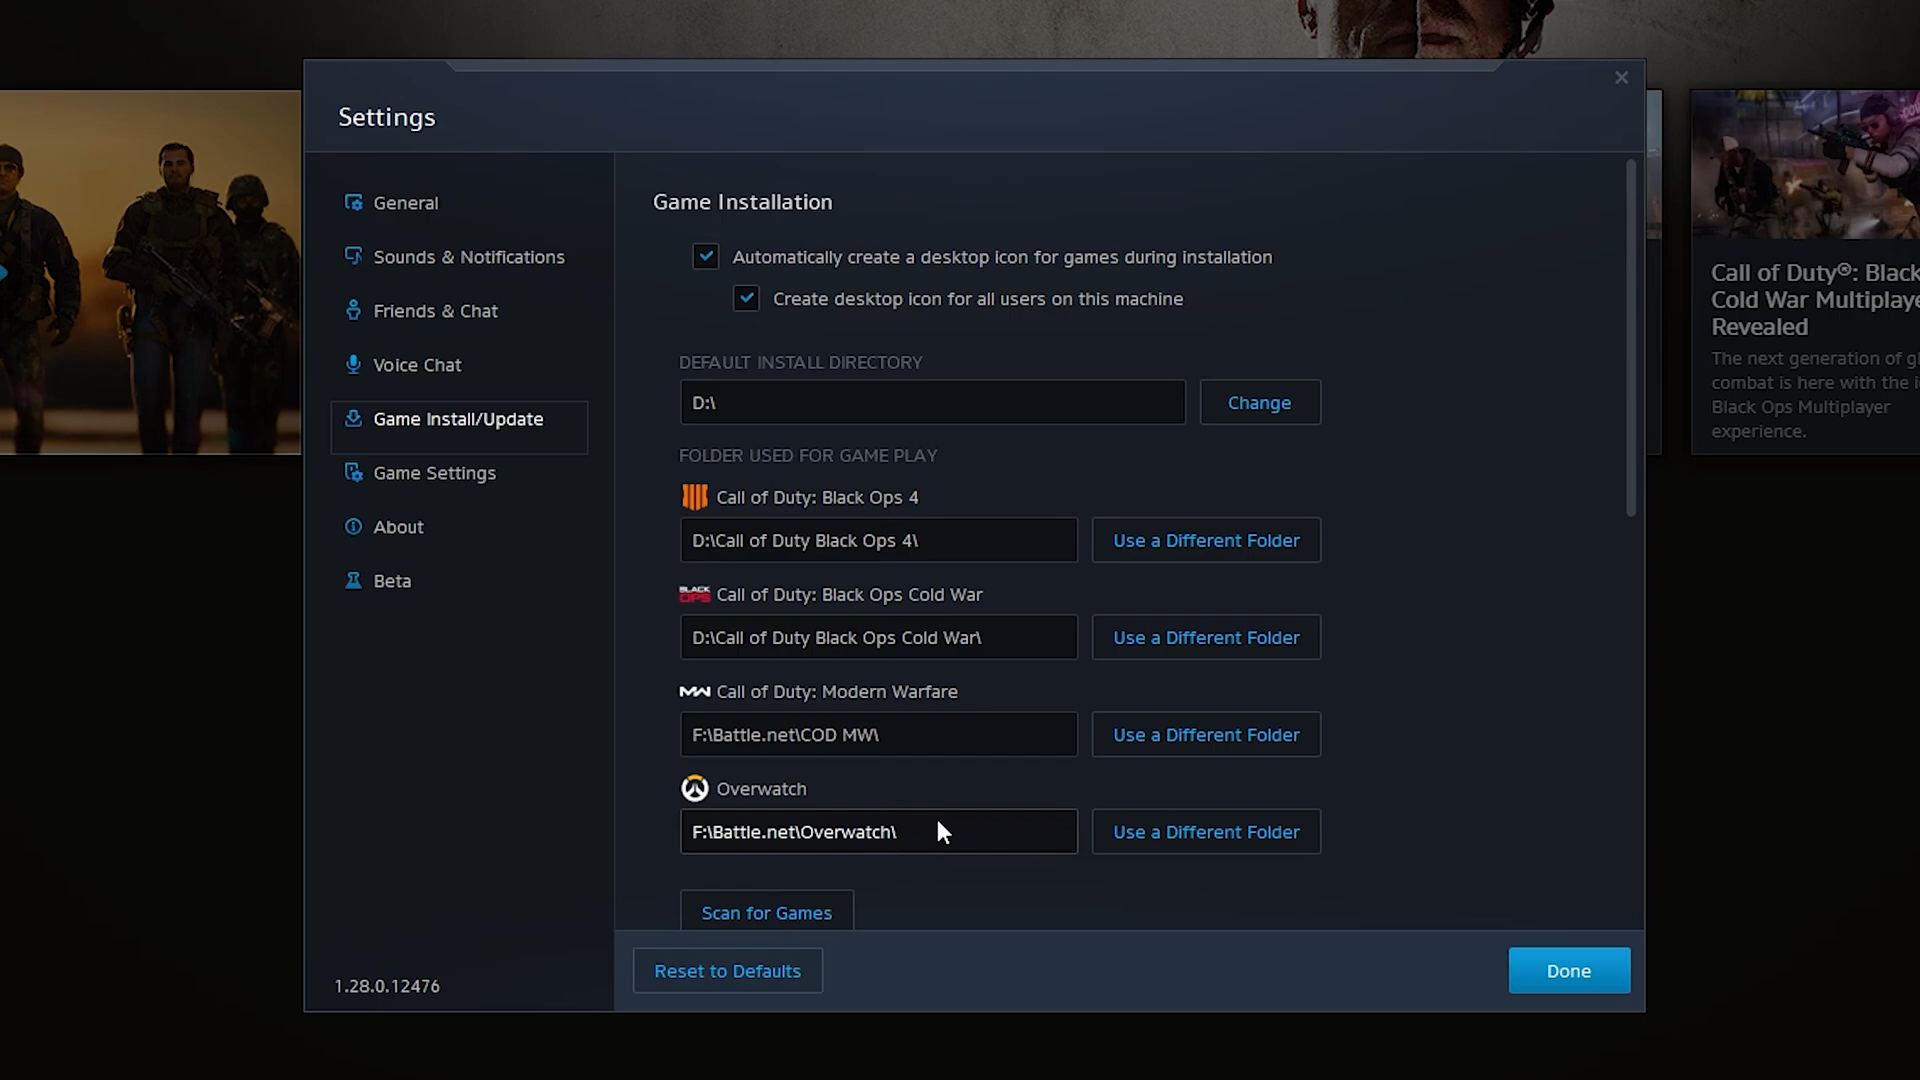 Settings
General
Sounds & Notifications
Friends & Chat
Voice Chat
Game Install/Update
Game Settings
About
Beta
1.28.0.12476
Game Installation
Automatically create a desktop icon for games during installation
Create desktop icon for all users on this machine
DEFAULT INSTALL DIRECTORY
D:\
Change
FOLDER USED FOR GAME PLAY
Call of Duty: Black Ops 4
D:\Call of Duty Black Ops 4\
Use a Different Folder
BLACK OPS Call of Duty: Black Ops Cold War
D:\Call of Duty Black Ops Cold War\
Use a Different Folder
MW Call of Duty: Modern Warfare
F:\Battle.net\COD MW\
Use a Different Folder
Overwatch
F:\Battle.net\Overwatch\
Use a Different Folder
Scan for Games
Reset to Defaults
Done
Call of Duty®: Black
Cold War Multiplaye
Revealed
The next generation of gl
combat is here with the i
Black Ops Multiplayer
experience.